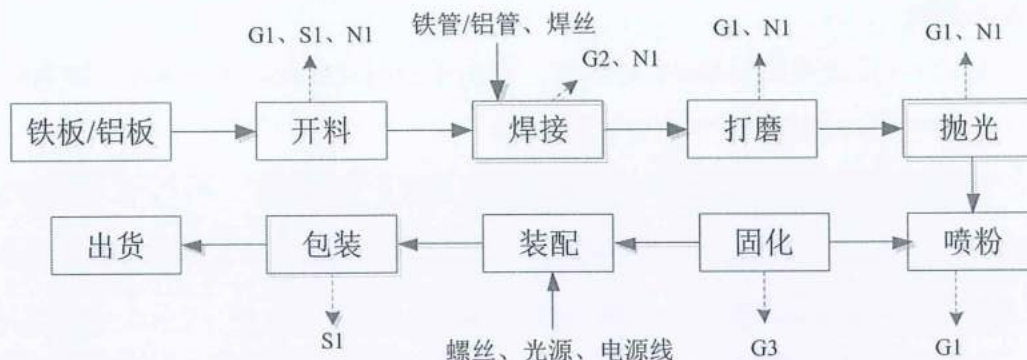 G1、S1、N1
铁管/铝管、焊丝
G2、N1
G1、N1
G1、N1
铁板/铝板
开料
焊接
打磨
抛光
出货
包装
装配
固化
喷粉
S1
螺丝、光源、电源线
G3
G1